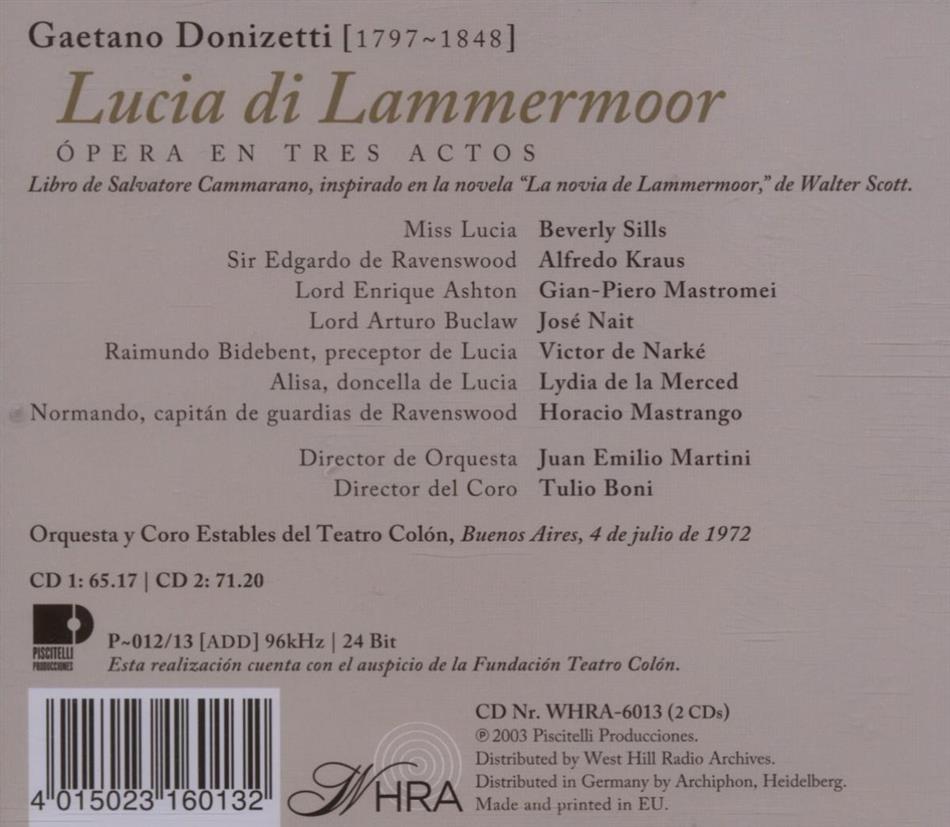 Gaetano Donizetti [1797~1848]
Lucia di Lammermoor
ÓPERA EN TRES ACTOS
Libro de Salvatore Cammarano, inspirado en la novela “La novia de Lammermoor,” de Walter Scott.
Miss Lucia Beverly Sills
Sir Edgardo de Ravenswood Alfredo Kraus
Lord Enrique Ashton Gian-Piero Mastromei
Lord Arturo Buclaw José Nait
Raimundo Bidebent, preceptor de Lucia Victor de Narké
Alisa, doncella de Lucia Lydia de la Merced
Normando, capitán de guardias de Ravenswood Horacio Mastrango
Director de Orquesta Juan Emilio Martini
Director del Coro Tulio Boni
Orquesta y Coro Estables del Teatro Colón, Buenos Aires, 4 de julio de 1972
CD 1: 65.17 | CD 2: 71.20
PISCITELLI
PRODUCCIONES
P~012/13 [ADD] 96kHz | 24 Bit
Esta realización cuenta con el auspicio de la Fundación Teatro Colón.
4 015023 160132
WHRA
CD Nr. WHRA-6013 (2 CDs)
℗ 2003 Piscitelli Producciones.
Distributed by West Hill Radio Archives.
Distributed in Germany by Archiphon, Heidelberg.
Made and printed in EU.